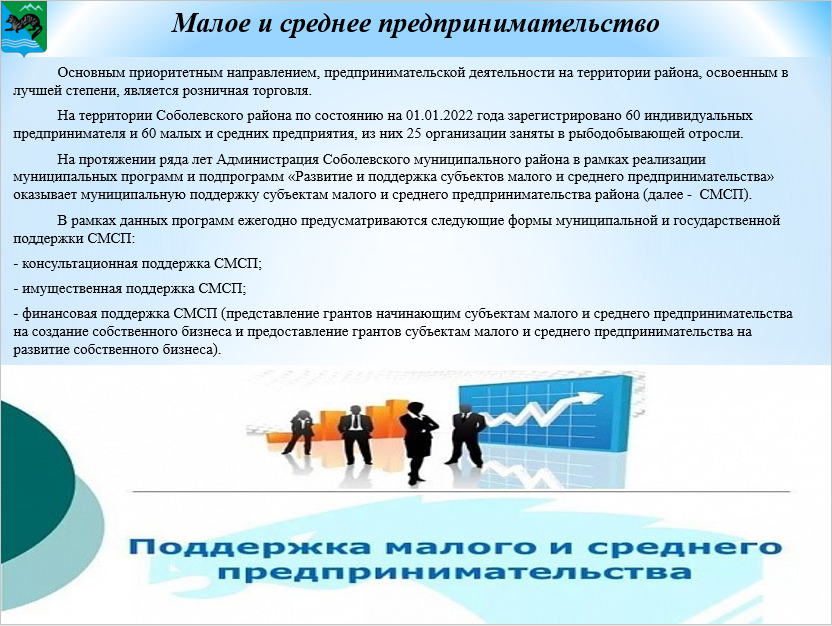 Малое и среднее предпринимательство
Основным приоритетным направлением, предпринимательской деятельности на территории района, освоенным в
лучшей степени, является розничная торговля.
На территории Соболевского района по состоянию на 01.01.2022 года зарегистрировано 60 индивидуальных
предпринимателя и 60 малых и средних предприятия, из них 25 организации заняты в рыбодобывающей отросли.
На протяжении ряда лет Администрация Соболевского муниципального района в рамках реализации
муниципальных программ и подпрограмм «Развитие и поддержка субъектов малого и среднего предпринимательства»
оказывает муниципальную поддержку субъектам малого и среднего предпринимательства района (далее - СМСП).
В рамках данных программ ежегодно предусматриваются следующие формы муниципальной и государственной
поддержки СМСП:
- консультационная поддержка СМСП;
- имущественная поддержка СМСП;
- финансовая поддержка СМСП (представление грантов начинающим субъектам малого и среднего предпринимательства
на создание собственного бизнеса и предоставление грантов субъектам малого и среднего предпринимательства на
развитие собственного бизнеса).
Поддержка малого и среднего
предпринимательства